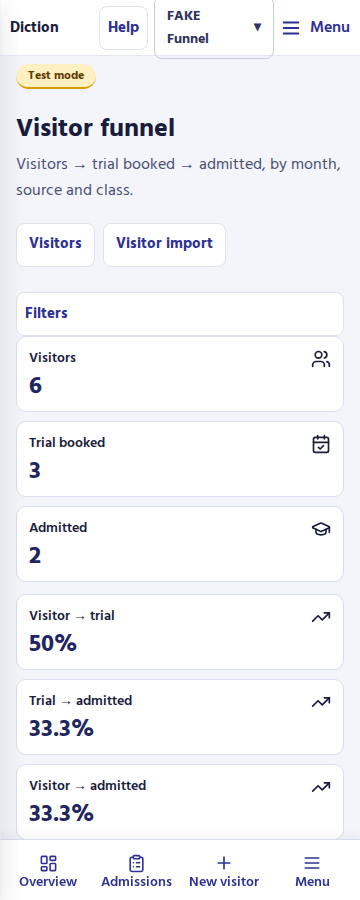 Diction
Help
FAKE
Funnel
▼
Menu
Test mode
Visitor funnel
Visitors → trial booked → admitted, by month,
source and class.
Visitors
Visitor import
Filters
Visitors
6
Trial booked
3
Admitted
2
Visitor → trial
50%
Trial → admitted
33.3%
Visitor → admitted
33.3%
Overview
Admissions
New visitor
Menu